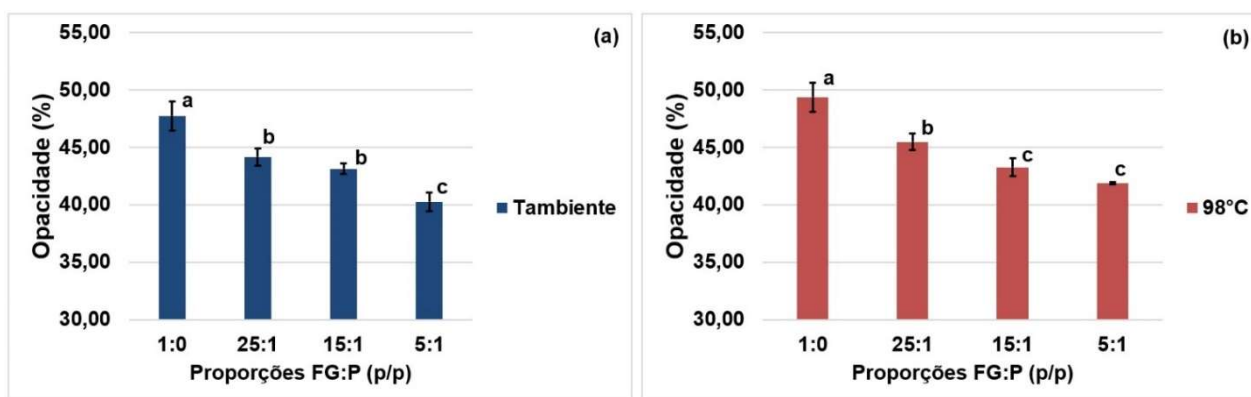 (a)
55,00
50,00
45,00
40,00
35,00
30,00
Opacidade (%)
a
b
b
c
1:0 25:1 15:1 5:1
Proporções FG:P (p/p)
Tambiente
(b)
55,00
50,00
45,00
40,00
35,00
30,00
Opacidade (%)
a
b
c
c
1:0 25:1 15:1 5:1
Proporções FG:P (p/p)
98°C